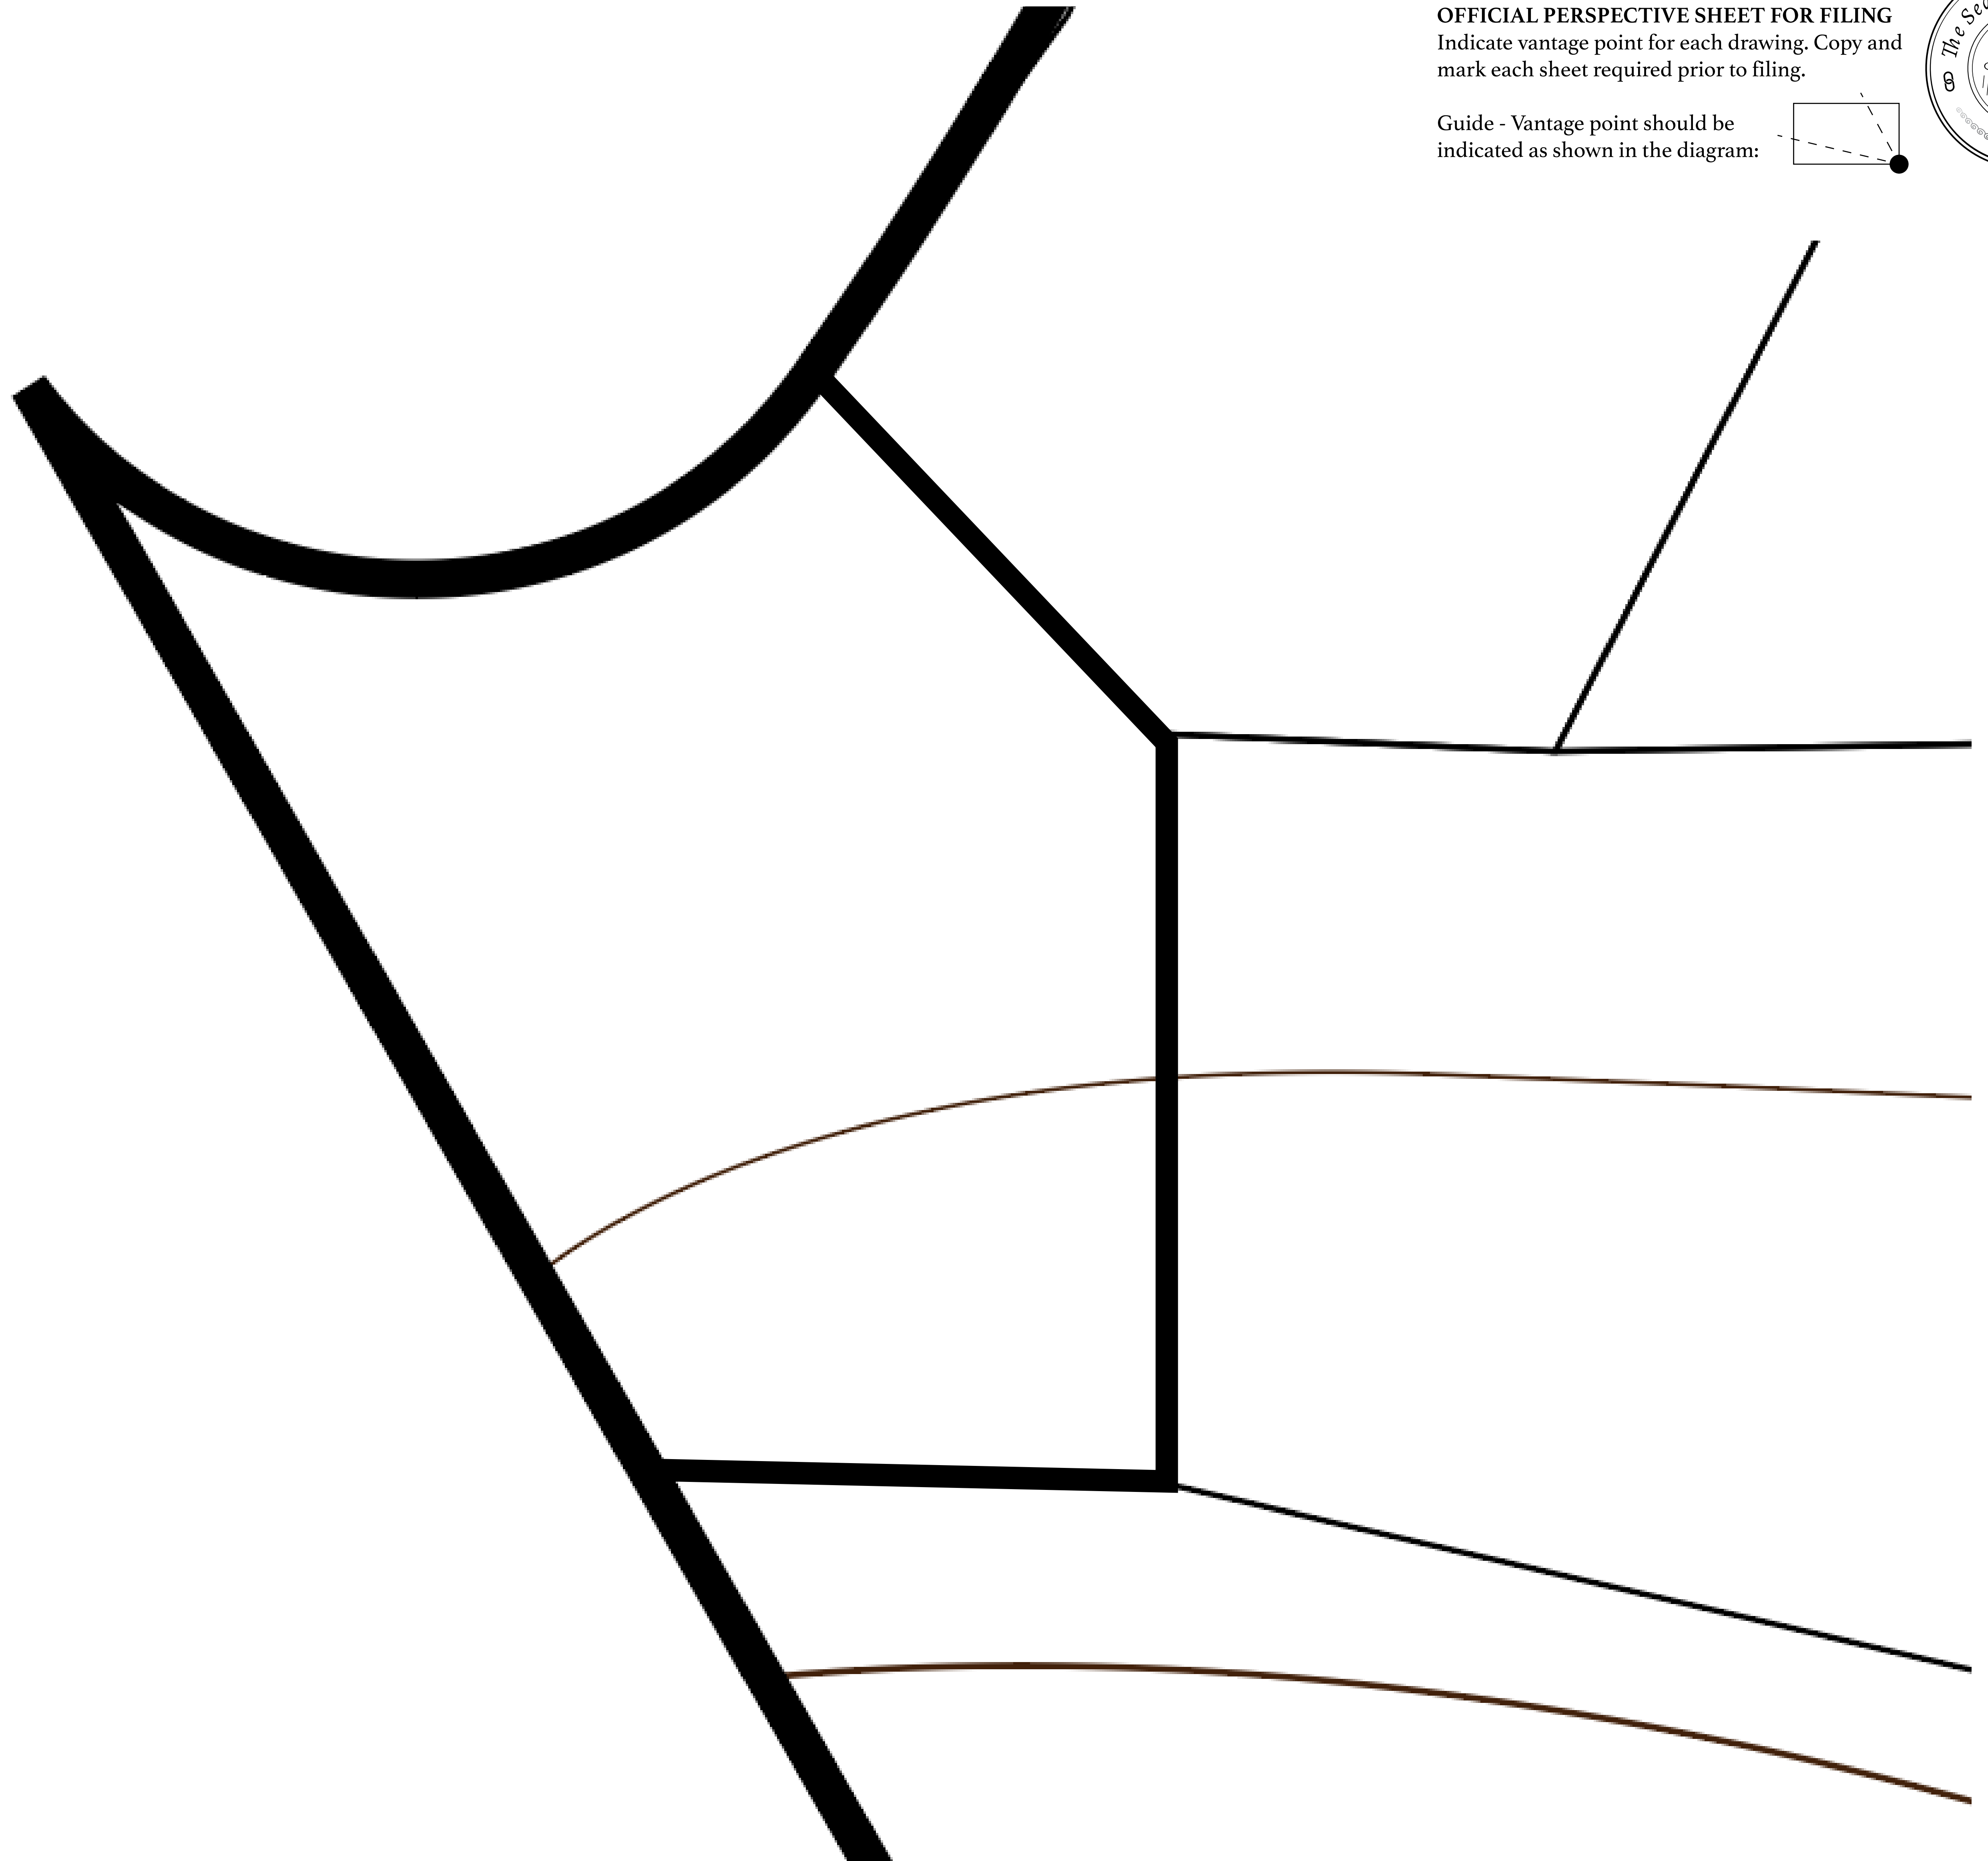 OFFICIAL PERSPECTIVE SHEET FOR FILING
Indicate vantage point for each drawing. Copy and
mark each sheet required prior to filing.
Guide - Vantage point should be
indicated as shown in the diagram:
The